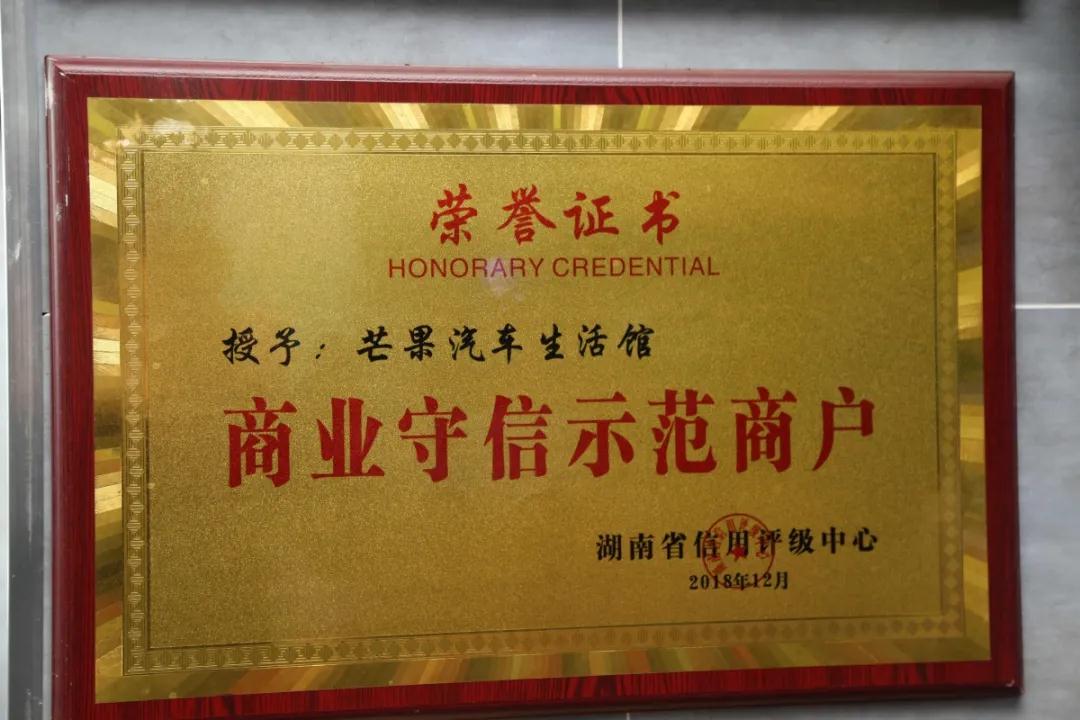 荣誉证书
HONORARY CREDENTIAL
授予：芒果汽车生活馆
商业守信示范商户
湖南省信用评级中心
2018年12月